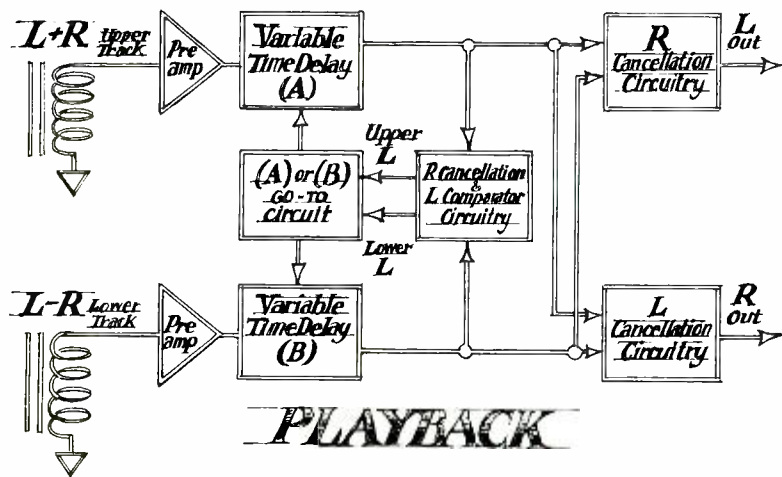 L+R Upper
Track
Pre
amp
Variable
Time Delay
(A)
R
Cancellation
Circuitry
L
Out
Upper
L
(A) or (B)
GO-TO
Circuit
R Cancellation
&
L Comparator
Circuitry
Lower
L
L-R Lower
Track
Pre
amp
Variable
Time Delay
(B)
L
Cancellation
Circuitry
R
Out
PLAYBACK